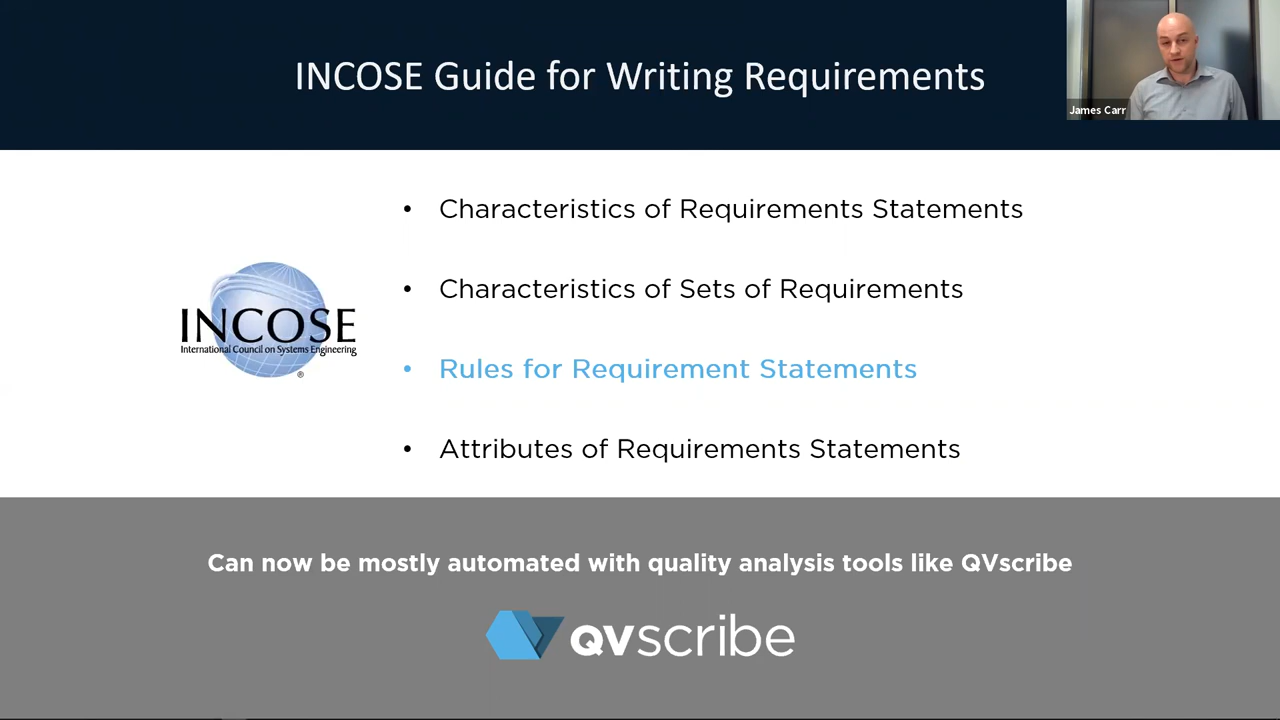 INCOSE Guide for Writing Requirements
James Carr
• Characteristics of Requirements Statements
• Characteristics of Sets of Requirements
INCOSE
International Council on Systems Engineering
®
• Rules for Requirement Statements
• Attributes of Requirements Statements
Can now be mostly automated with quality analysis tools like QVscribe
QVscribe